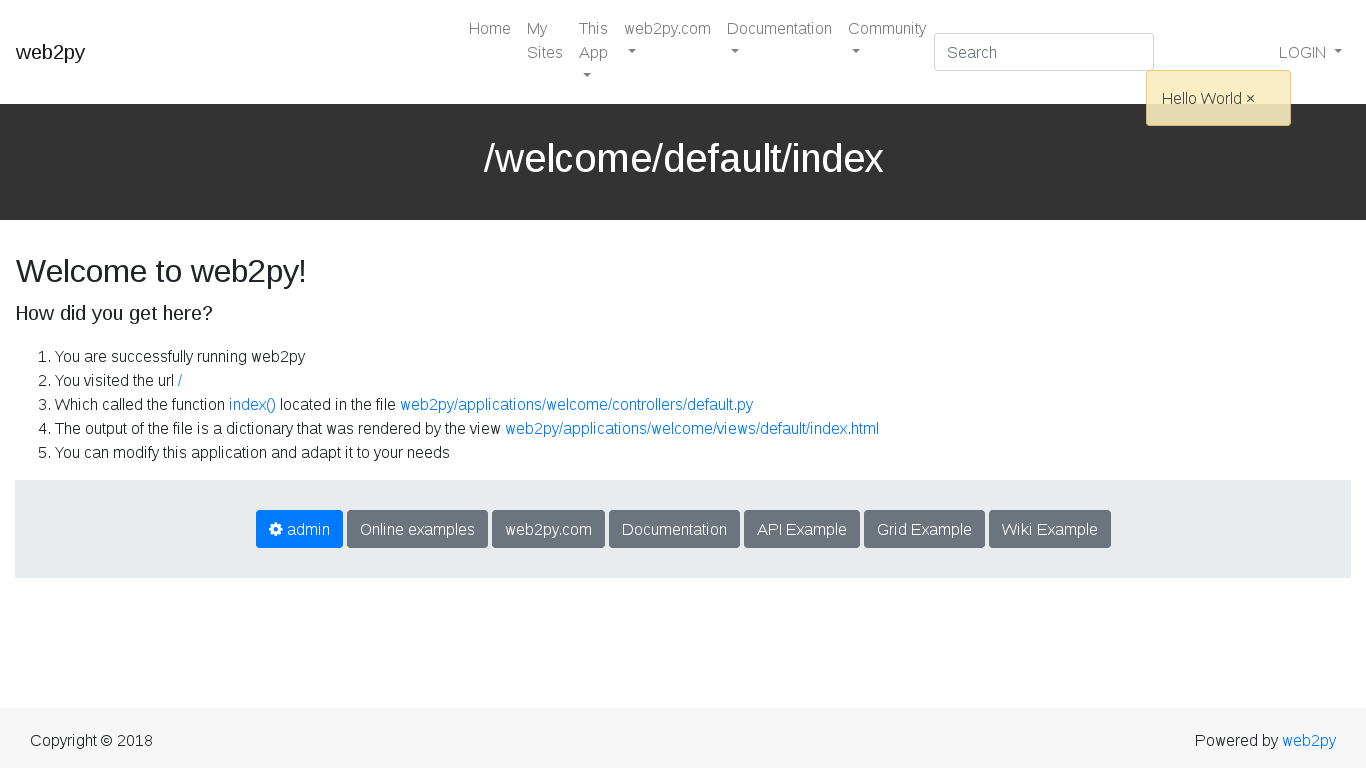 web2py
Home
My Sites
This App
web2py.com
Documentation
Community
Search
LOGIN
Hello World ×
/welcome/default/index
Welcome to web2py!
How did you get here?
1. You are successfully running web2py
2. You visited the url /
3. Which called the function index() located in the file web2py/applications/welcome/controllers/default.py
4. The output of the file is a dictionary that was rendered by the view web2py/applications/welcome/views/default/index.html
5. You can modify this application and adapt it to your needs
admin
Online examples
web2py.com
Documentation
API Example
Grid Example
Wiki Example
Copyright © 2018
Powered by web2py